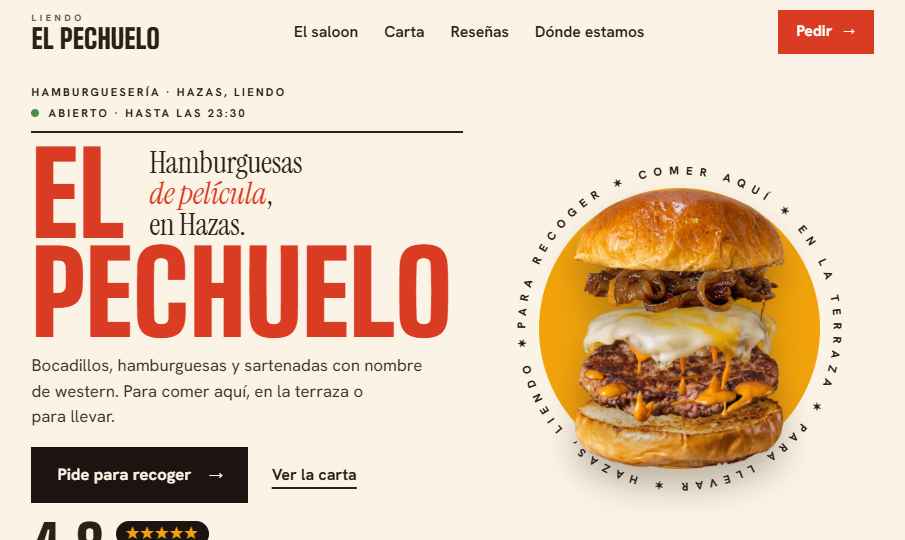 LIENDO
EL PECHUELO
El saloon
Carta
Reseñas
Dónde estamos
Pedir →
HAMBURGUESERÍA · HAZAS, LIENDO
ABIERTO · HASTA LAS 23:30
EL
Hamburguesas
de película,
en Hazas.
PECHUELO
Bocadillos, hamburguesas y sartenadas con nombre
de western. Para comer aquí, en la terraza o
para llevar.
Pide para recoger →
Ver la carta
COMER AQUÍ ✶ EN LA TERRAZA ✶ PARA LLEVAR ✶ HAZAS, LIENDO ✶ PARA RECOGER ✶
★★★★★